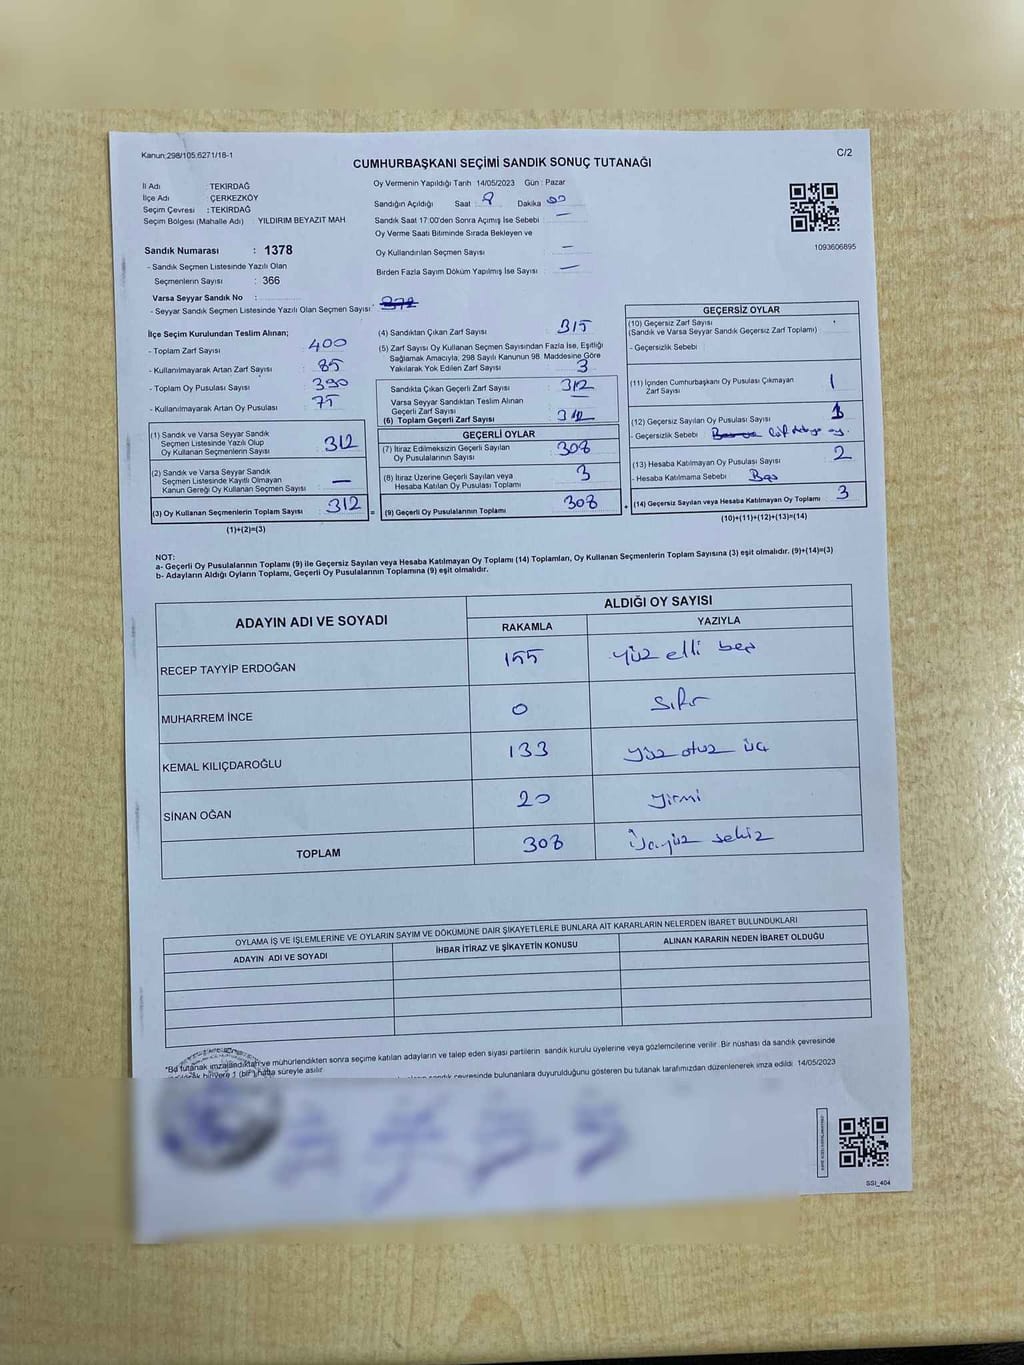 Kanun:298/105.6271/16-1
C/2
CUMHURBAŞKANI SEÇİMİ SANDIK SONUÇ TUTANAĞI
İl Adı : TEKİRDAĞ
İlçe Adı : ÇERKEZKÖY
Seçim Çevresi : TEKİRDAĞ
Seçim Bölgesi (Mahalle Adı) YILDIRIM BEYAZIT MAH
Sandık Numarası : 1378
- Sandık Seçmen Listesinde Yazılı Olan
Seçmenlerin Sayısı : 366
Varsa Seyyar Sandık No :
- Seyyar Sandık Seçmen Listesinde Yazılı Olan Seçmen Sayısı:
Oy Vermenin Yapıldığı Tarih 14/05/2023 Gün : Pazar
Sandığın Açıldığı Saat : 8 Dakika : 00
Sandık Saat 17:00'den Sonra Açımış İse Sebebi : —
Oy Verme Saati Bitiminde Sırada Bekleyen ve
Oy Kullandırılan Seçmen Sayısı : —
Birden Fazla Sayım Döküm Yapılmış İse Sayısı : —
1093606895
İlçe Seçim Kurulundan Teslim Alınan;
- Toplam Zarf Sayısı : 400
- Kullanılmayarak Artan Zarf Sayısı : 85
- Toplam Oy Pusulası Sayısı : 390
- Kullanılmayarak Artan Oy Pusulası : 75
(1) Sandık ve Varsa Seyyar Sandık
Seçmen Listesinde Yazılı Olup
Oy Kullanan Seçmenlerin Sayısı 312
(2) Sandık ve Varsa Seyyar Sandık
Seçmen Listesinde Kayıtlı Olmayan
Kanun Gereği Oy Kullanan Seçmen Sayısı —
(3) Oy Kullanan Seçmenlerin Toplam Sayısı 312
(1)+(2)=(3)
(4) Sandıktan Çıkan Zarf Sayısı : 315
(5) Zarf Sayısı Oy Kullanan Seçmen Sayısından Fazla İse, Eşitliği
Sağlamak Amacıyla, 298 Sayılı Kanunun 98. Maddesine Göre
Yakılarak Yok Edilen Zarf Sayısı : 3
Sandıkta Çıkan Geçerli Zarf Sayısı : 312
Varsa Seyyar Sandıktan Teslim Alınan
Geçerli Zarf Sayısı : —
(6) Toplam Geçerli Zarf Sayısı : 312
GEÇERLİ OYLAR
(7) İtiraz Edilmeksizin Geçerli Sayılan
Oy Pusulalarının Sayısı 308
(8) İtiraz Üzerine Geçerli Sayılan veya
Hesaba Katılan Oy Pusulası Toplamı 3
(9) Geçerli Oy Pusulalarının Toplamı 308
GEÇERSİZ OYLAR
(10) Geçersiz Zarf Sayısı
(Sandık ve Varsa Seyyar Sandık Geçersiz Zarf Toplamı)
- Geçersizlik Sebebi :
(11) İçinden Cumhurbaşkanı Oy Pusulası Çıkmayan
Zarf Sayısı 1
(12) Geçersiz Sayılan Oy Pusulası Sayısı
- Geçersizlik Sebebi
(13) Hesaba Katılmayan Oy Pusulası Sayısı 2
- Hesaba Katılmama Sebebi : Boş
(14) Geçersiz Sayılan veya Hesaba Katılmayan Oy Toplamı 3
(10)+(11)+(12)+(13)=(14)
NOT:
a- Geçerli Oy Pusulalarının Toplamı (9) ile Geçersiz Sayılan veya Hesaba Katılmayan Oy Toplamı (14) Toplamları, Oy Kullanan Seçmenlerin Toplam Sayısına (3) eşit olmalıdır. (9)+(14)=(3)
b- Adayların Aldığı Oyların Toplamı, Geçerli Oy Pusulalarının Toplamına (9) eşit olmalıdır.
ADAYIN ADI VE SOYADI ALDIĞI OY SAYISI
RAKAMLA YAZIYLA
RECEP TAYYİP ERDOĞAN 155 yüz elli beş
MUHARREM İNCE 0 sıfır
KEMAL KILIÇDAROĞLU 133 yüz otuz üç
SİNAN OĞAN 20 yirmi
TOPLAM 308 Üçyüz sekiz
OYLAMA İŞ VE İŞLEMLERİNE VE OYLARIN SAYIM VE DÖKÜMÜNE DAİR ŞİKAYETLERLE BUNLARA AİT KARARLARIN NELERDEN İBARET BULUNDUKLARI
ADAYIN ADI VE SOYADI İHBAR İTİRAZ VE ŞİKAYETİN KONUSU ALINAN KARARIN NEDEN İBARET OLDUĞU
*Bu tutanak imzalandıktan ve mühürlendikten sonra seçime katılan adayların ve talep eden siyasi partilerin sandık kurulu üyelerine veya gözlemcilerine verilir. Bir nüshası da sandık çevresinde
1 (bir) hafta süreyle asılır.
sandık çevresinde bulunanlara duyurulduğunu gösteren bu tutanak tarafımızdan düzenlenerek imza edildi 14/05/2023
SSI_404